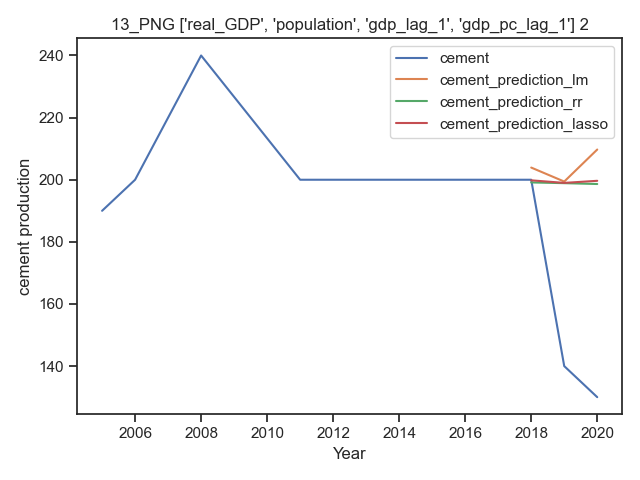 13_PNG ['real_GDP', 'population', 'gdp_lag_1', 'gdp_pc_lag_1'] 2
cement
cement_prediction_lm
cement_prediction_rr
cement_prediction_lasso
240
220
200
180
160
140
cement production
2006 2008 2010 2012 2014 2016 2018 2020
Year